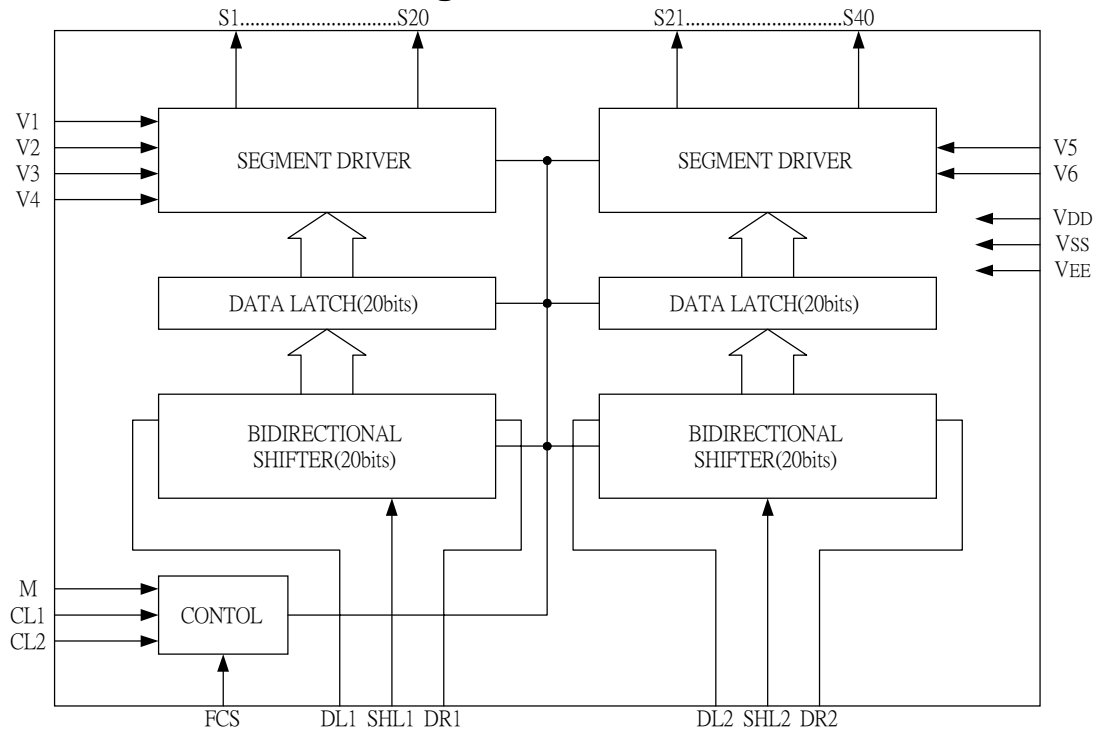 S1..................................S20
S21..................................S40
V1
V2
V3
V4
SEGMENT DRIVER
SEGMENT DRIVER
V5
V6
VDD
VSS
VEE
DATA LATCH(20bits)
DATA LATCH(20bits)
BIDIRECTIONAL
SHIFTER(20bits)
BIDIRECTIONAL
SHIFTER(20bits)
M
CL1
CL2
CONTOL
FCS
DL1
SHL1
DR1
DL2
SHL2
DR2